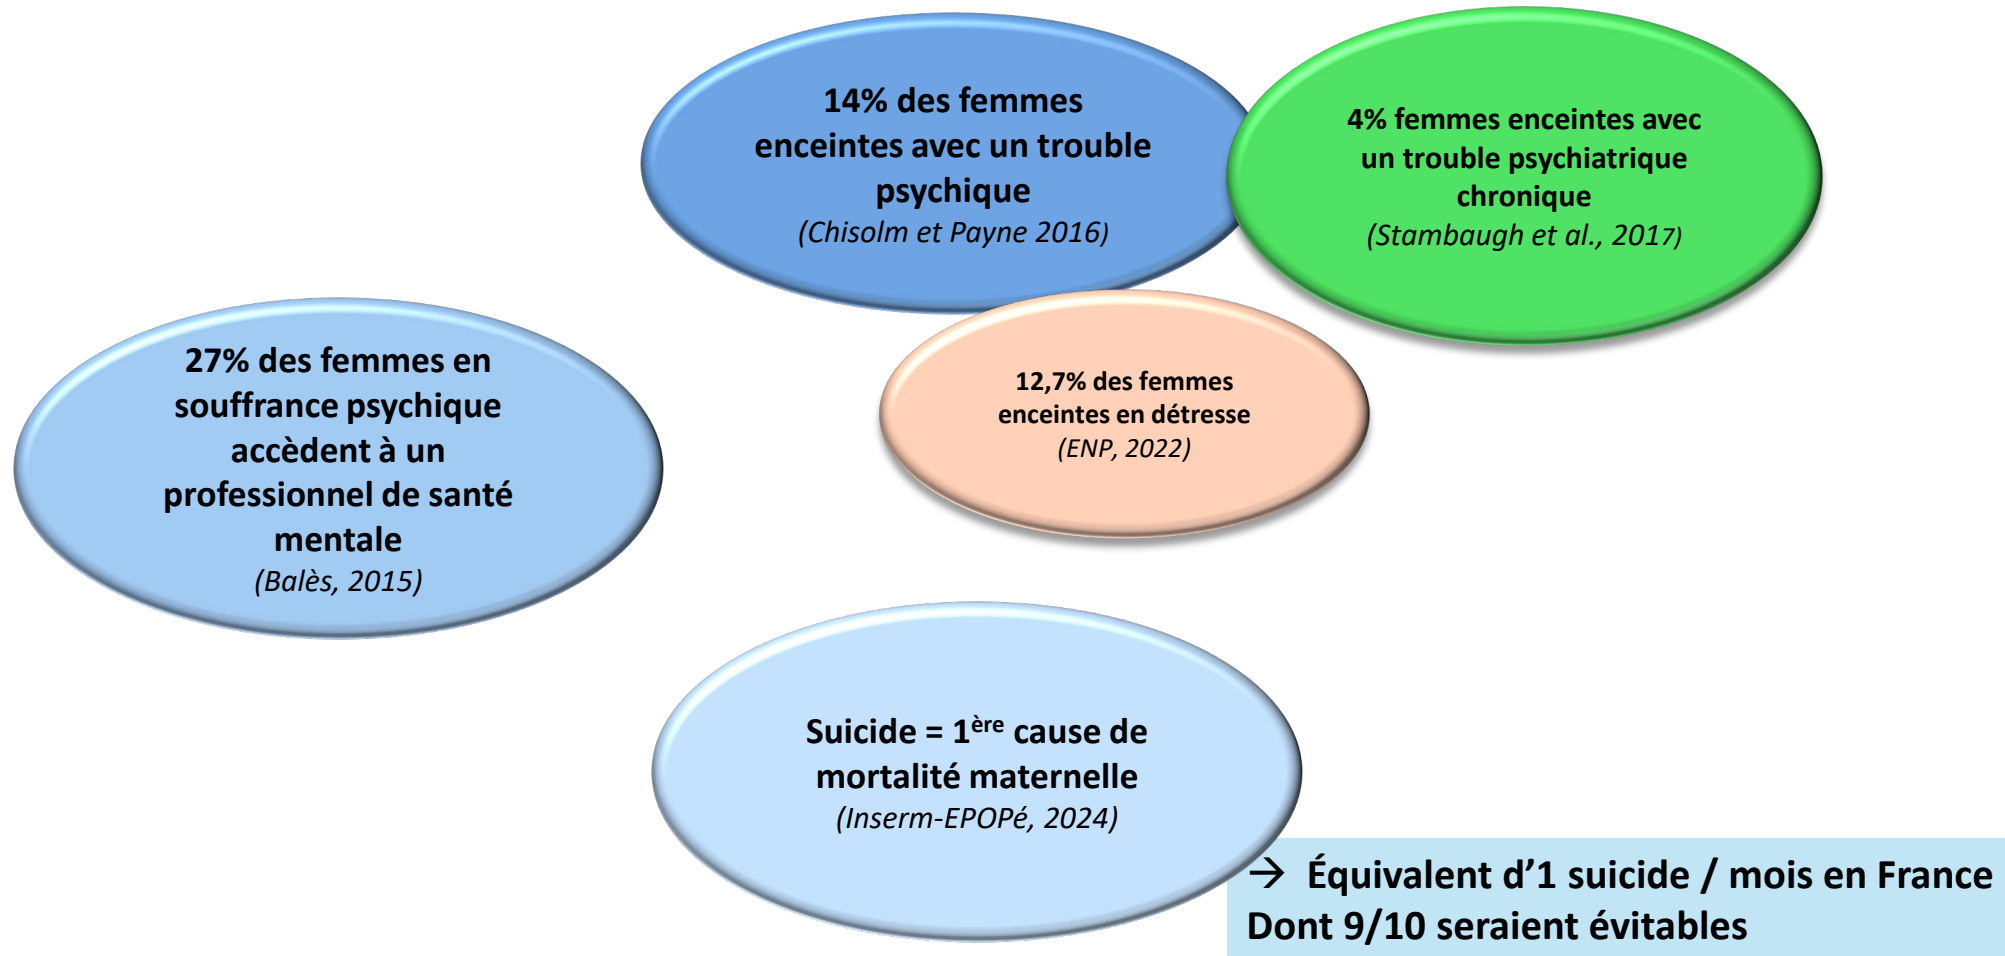 14% des femmes
enceintes avec un trouble
psychique
(Chisolm et Payne 2016)
4% femmes enceintes avec
un trouble psychiatrique
chronique
(Stambaugh et al., 2017)
27% des femmes en
souffrance psychique
accèdent à un
professionnel de santé
mentale
(Balès, 2015)
12,7% des femmes
enceintes en détresse
(ENP, 2022)
Suicide = 1ère cause de
mortalité maternelle
(Inserm-EPOPé, 2024)
→ Équivalent d’1 suicide / mois en France
Dont 9/10 seraient évitables